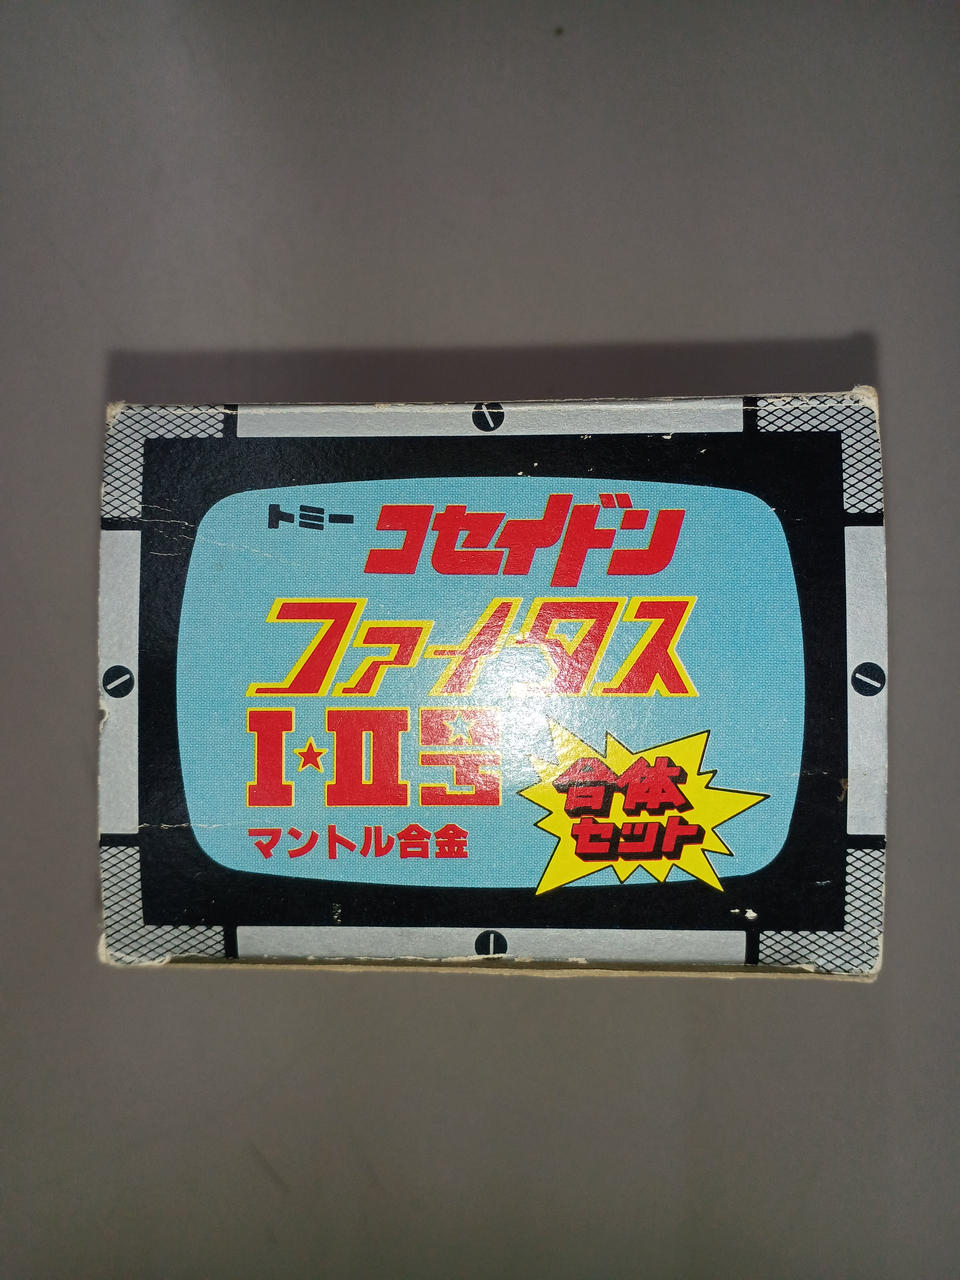 トミー コセイドン
ファイタス
I★II号
マントル合金
合体
セット